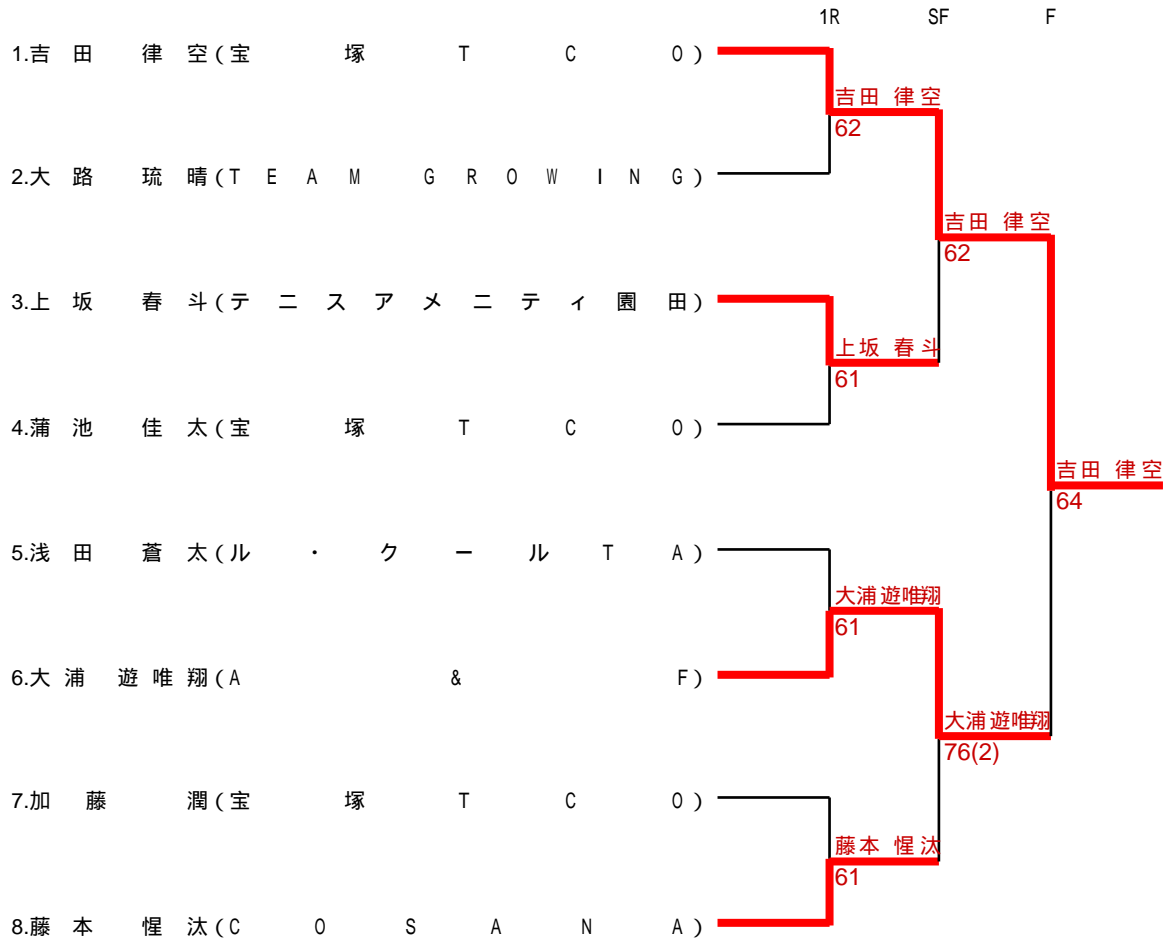 1R SF F
1.吉田 律空(宝塚TCO)
吉田 律空
62
2.大路 琉晴(TEAM GROWING)
吉田 律空
62
3.上坂 春斗(テニスアメニティ園田)
上坂 春斗
61
4.蒲池 佳太(宝塚TCO)
吉田 律空
64
5.浅田 蒼太(ル・クールTA)
大浦 遊唯翔
61
6.大浦 遊唯翔(A&F)
大浦 遊唯翔
76(2)
7.加藤 潤(宝塚TCO)
藤本 惺汰
61
8.藤本 惺汰(COSANA)